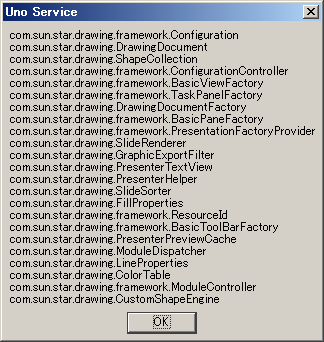 Uno Service
com.sun.star.drawing.framework.Configuration
com.sun.star.drawing.DrawingDocument
com.sun.star.drawing.ShapeCollection
com.sun.star.drawing.framework.ConfigurationController
com.sun.star.drawing.framework.BasicViewFactory
com.sun.star.drawing.framework.TaskPanelFactory
com.sun.star.drawing.DrawingDocumentFactory
com.sun.star.drawing.framework.BasicPaneFactory
com.sun.star.drawing.framework.PresentationFactoryProvider
com.sun.star.drawing.SlideRenderer
com.sun.star.drawing.GraphicExportFilter
com.sun.star.drawing.PresenterTextView
com.sun.star.drawing.PresenterHelper
com.sun.star.drawing.SlideSorter
com.sun.star.drawing.FillProperties
com.sun.star.drawing.framework.ResourceId
com.sun.star.drawing.framework.BasicToolBarFactory
com.sun.star.drawing.PresenterPreviewCache
com.sun.star.drawing.ModuleDispatcher
com.sun.star.drawing.LineProperties
com.sun.star.drawing.ColorTable
com.sun.star.drawing.framework.ModuleController
com.sun.star.drawing.CustomShapeEngine
OK